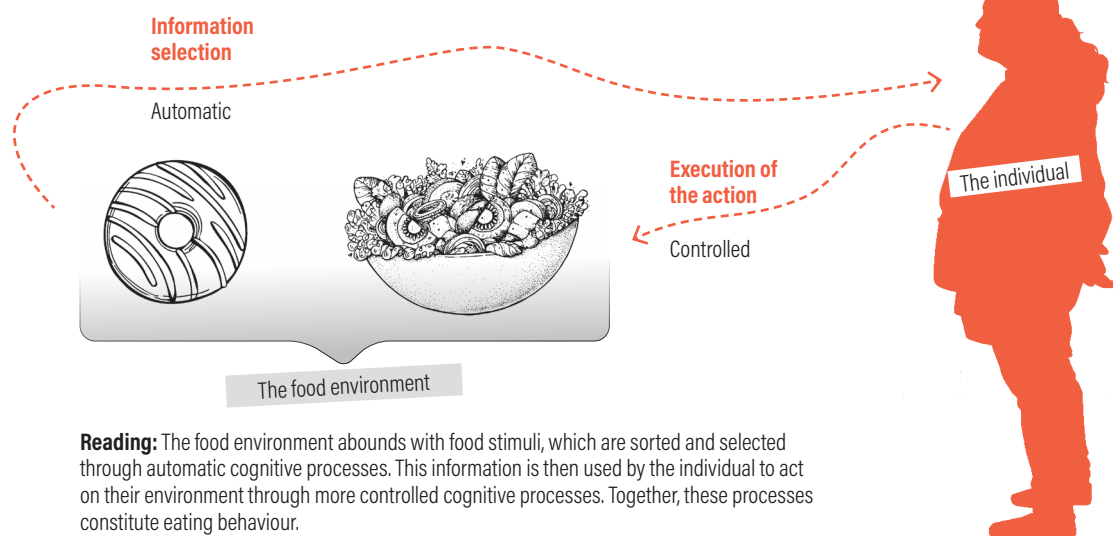 Information
selection
Automatic
Execution of
the action
Controlled
The individual
The food environment
Reading: The food environment abounds with food stimuli, which are sorted and selected
through automatic cognitive processes. This information is then used by the individual to act
on their environment through more controlled cognitive processes. Together, these processes
constitute eating behaviour.